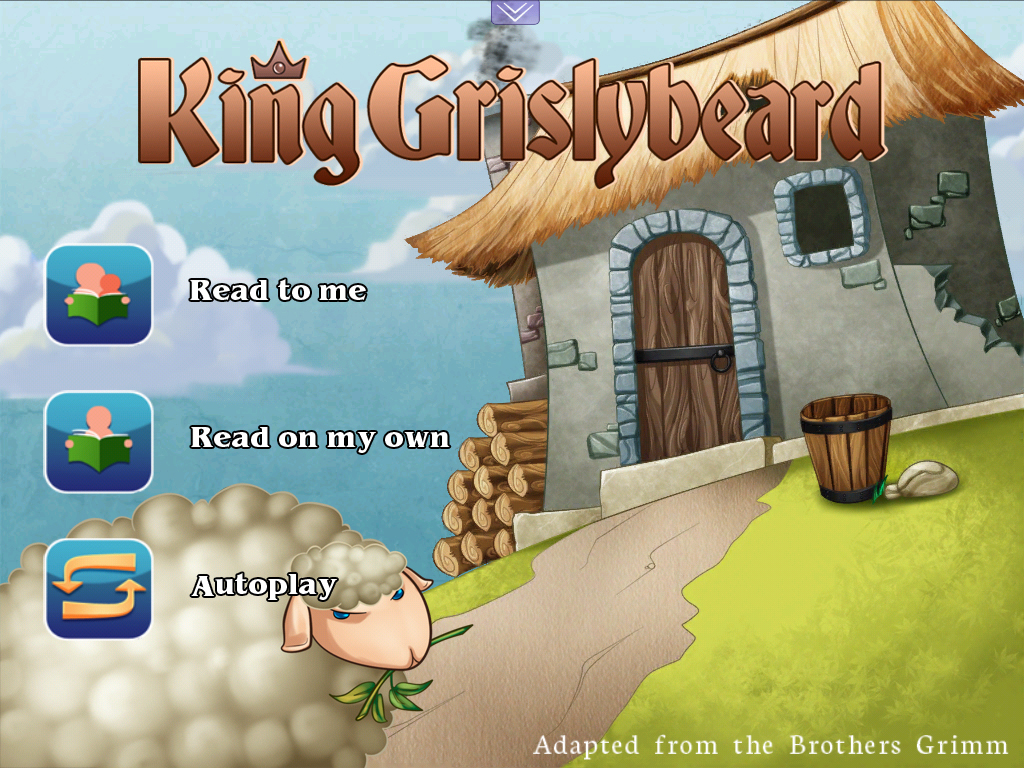 King Grislybeard
Read to me
Read on my own
Autoplay
Adapted from the Brothers Grimm